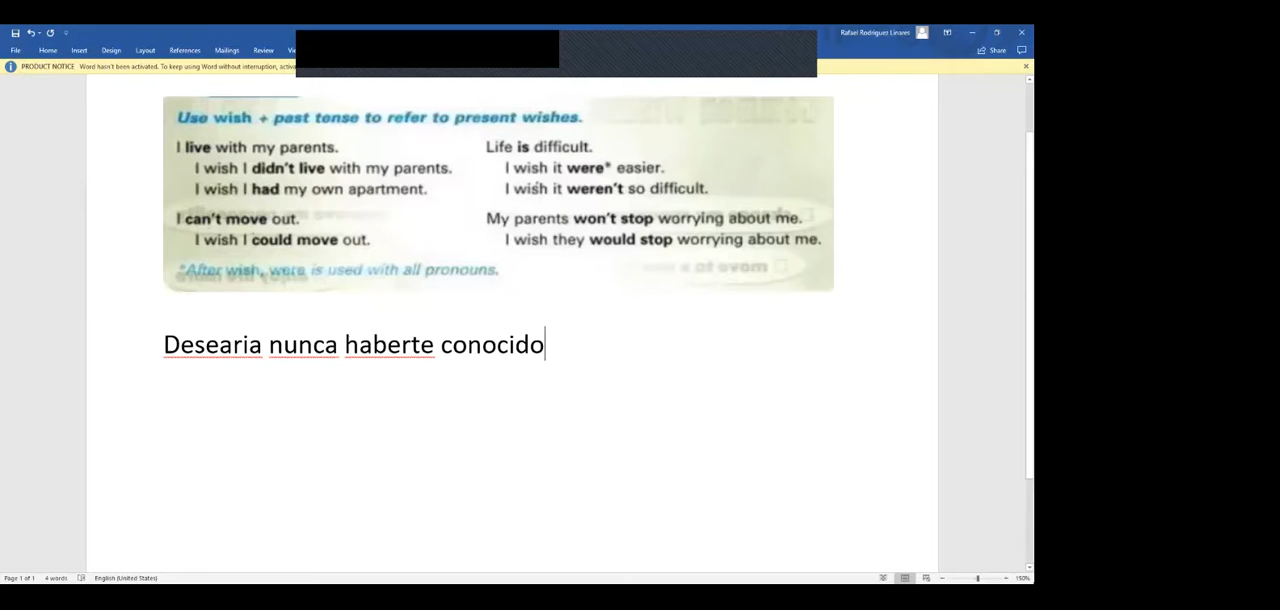 Rafael Rodriguez Linares
File Home Insert Design Layout References Mailings Review
Share
PRODUCT NOTICE Word hasn't been activated. To keep using Word without interruption,
Use wish + past tense to refer to present wishes.
I live with my parents.
I wish I didn't live with my parents.
I wish I had my own apartment.
I can't move out.
I wish I could move out.
Life is difficult.
I wish it were* easier.
I wish it weren't so difficult.
My parents won't stop worrying about me.
I wish they would stop worrying about me.
*After wish, were is used with all pronouns.
Desearia nunca haberte conocido
Page 1 of 1 4 words English (United States) 150%